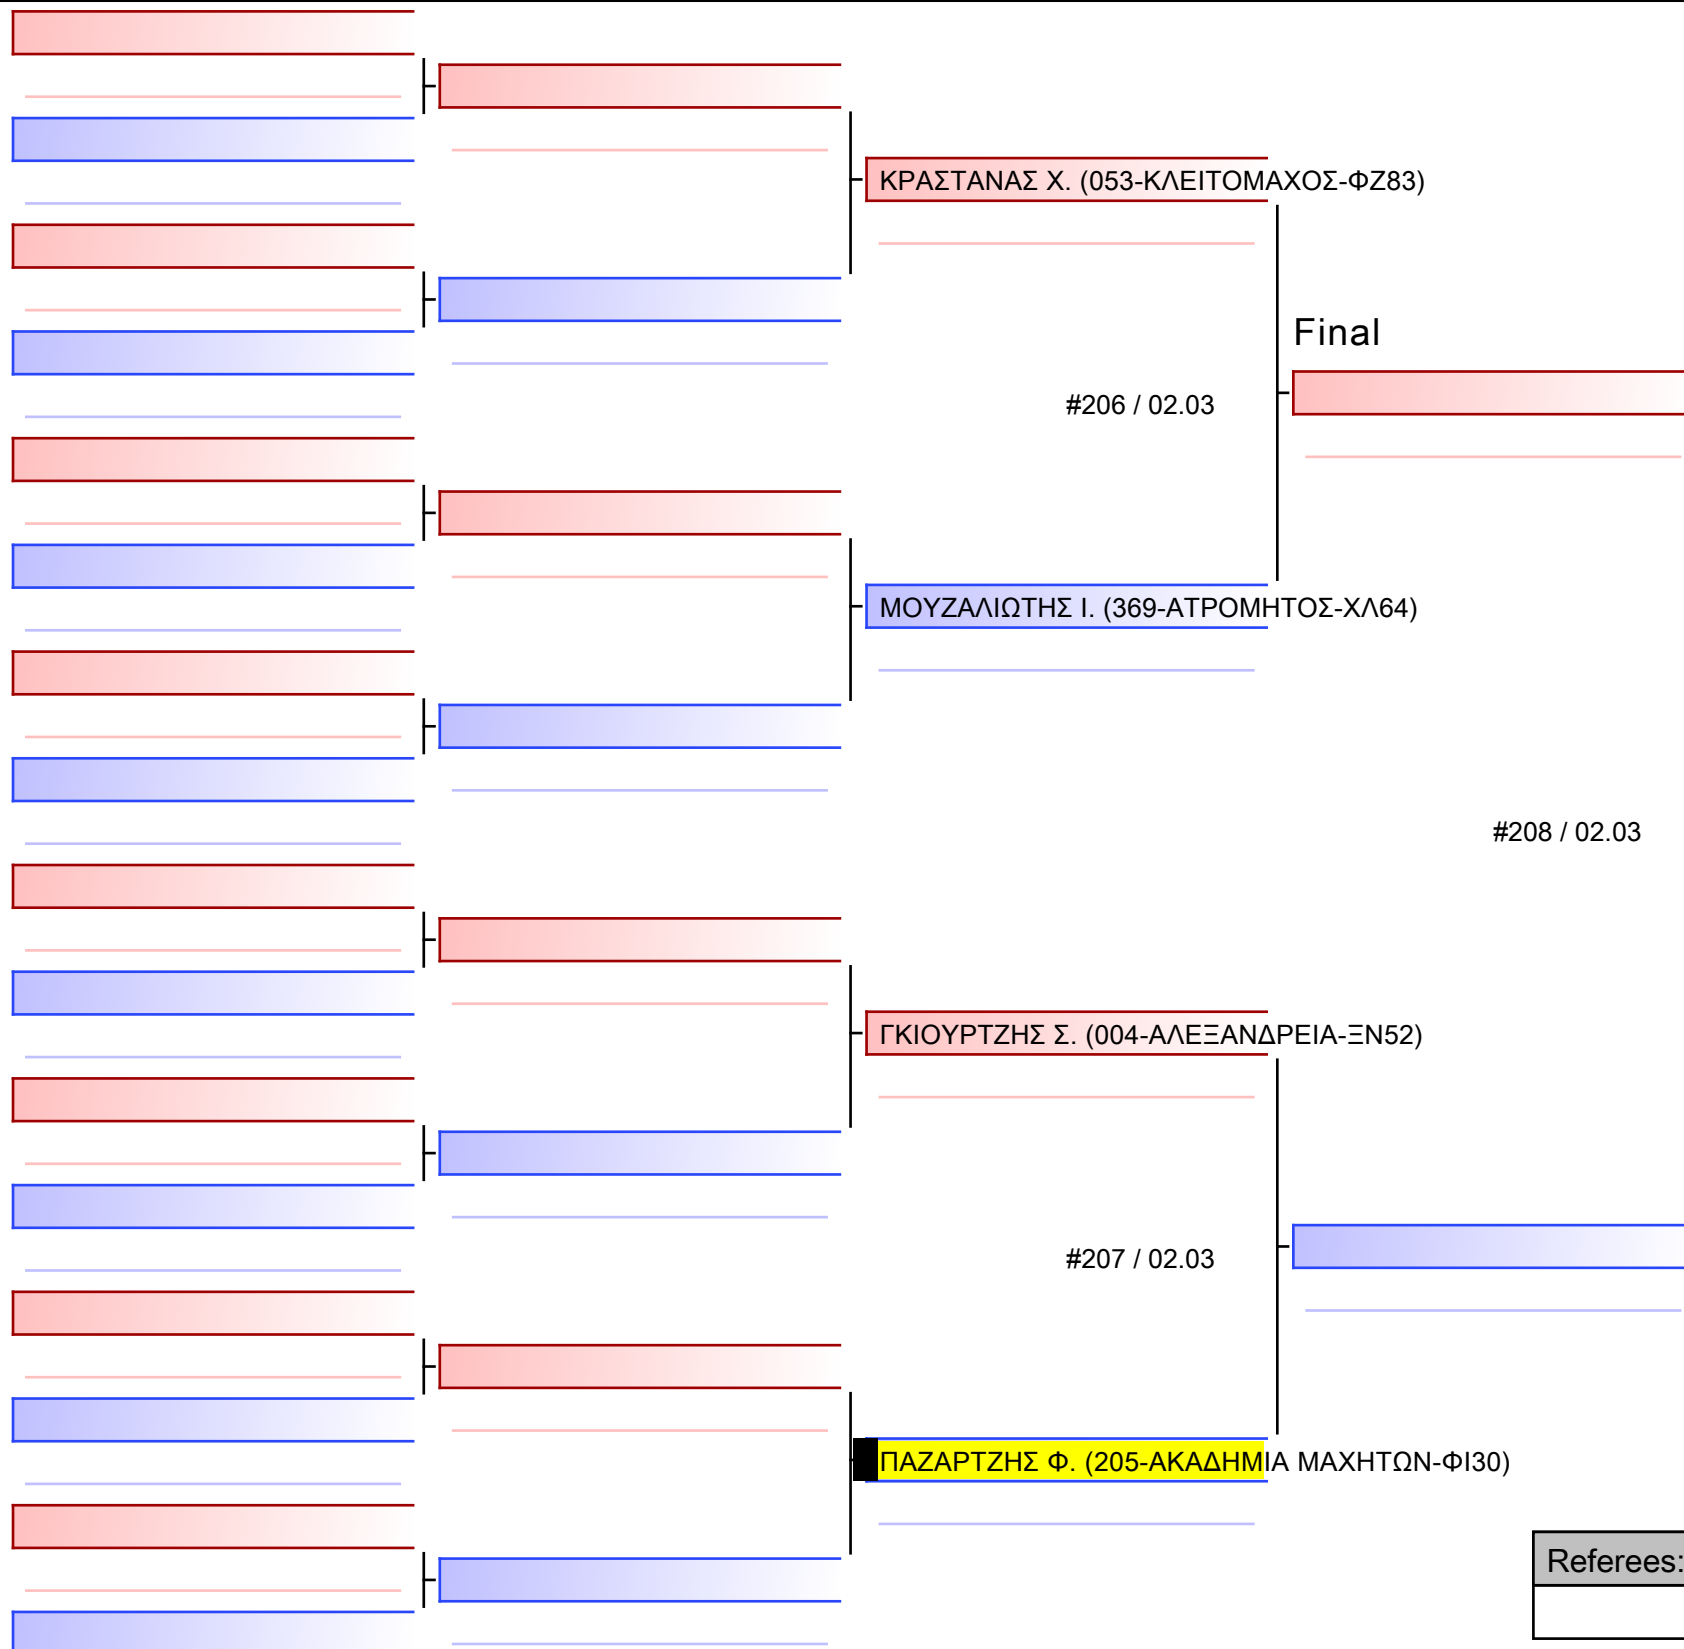 ΚΡΑΣΤΑΝΑΣ Χ. (053-ΚΛΕΙΤΟΜΑΧΟΣ-ΦΖ83)
Final
#206 / 02.03
ΜΟΥΖΑΛΙΩΤΗΣ Ι. (369-ΑΤΡΟΜΗΤΟΣ-ΧΛ64)
#208 / 02.03
ΓΚΙΟΥΡΤΖΗΣ Σ. (004-ΑΛΕΞΑΝΔΡΕΙΑ-ΞΝ52)
#207 / 02.03
ΠΑΖΑΡΤΖΗΣ Φ. (205-ΑΚΑΔΗΜΙΑ ΜΑΧΗΤΩΝ-ΦΙ30)
Referees: